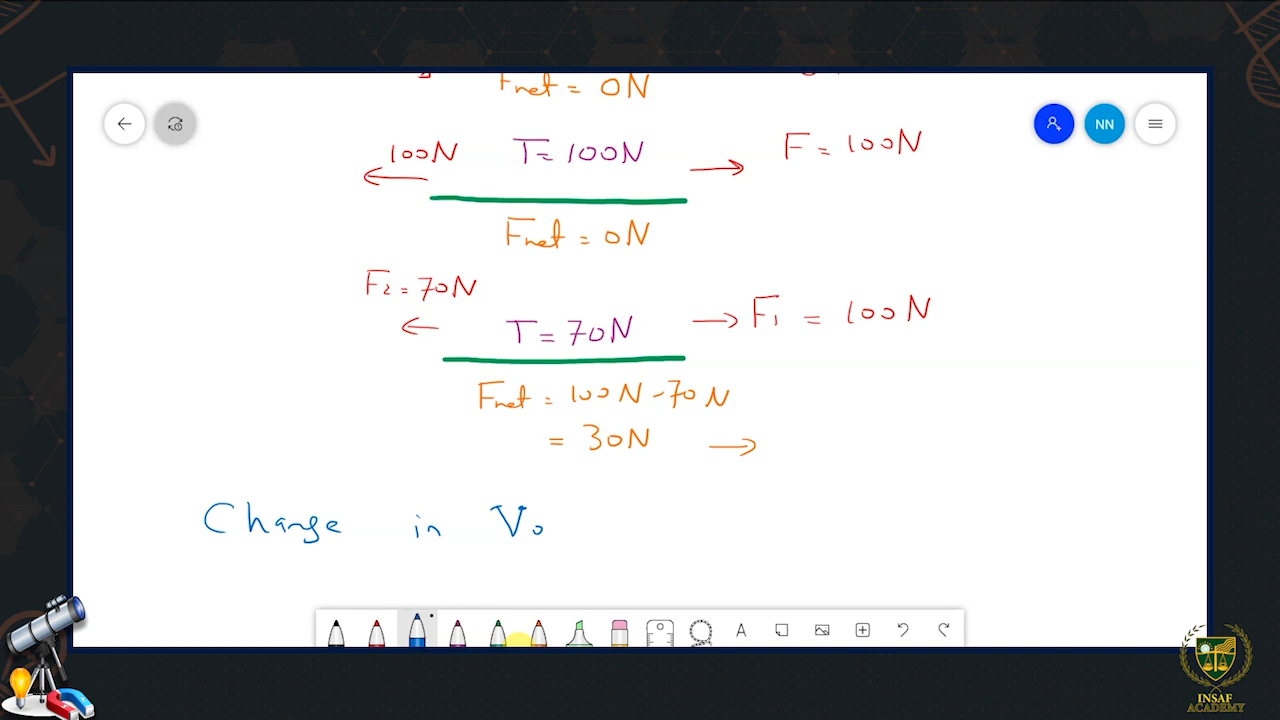 Fnet = 0N
100N T = 100N F = 100N
Fnet = 0N
F2 = 70N
T = 70N F1 = 100N
Fnet = 100N - 70N
= 30N
Change in Vo
NN
A
INSAF
ACADEMY